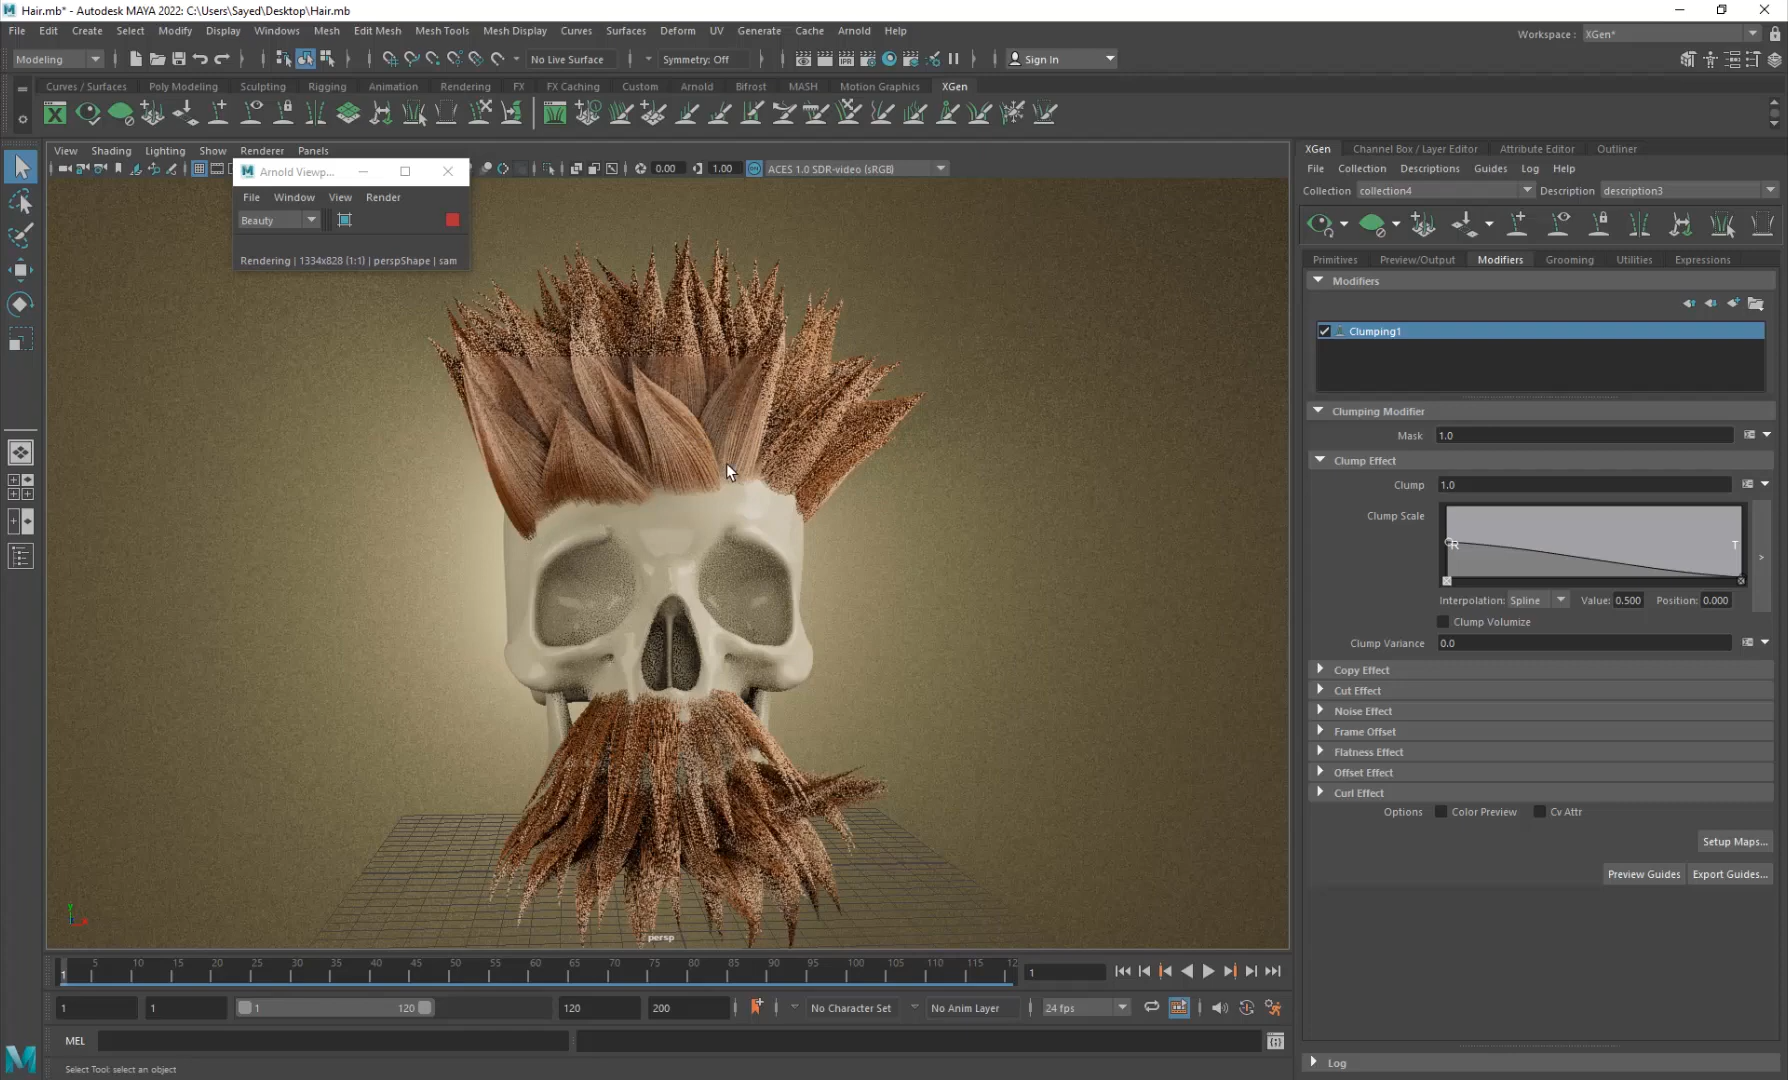 Hair.mb* - Autodesk MAYA 2022: C:\Users\Sayed\Desktop\Hair.mb
File Edit Create Select Modify Display Windows Mesh Edit Mesh Mesh Tools Mesh Display Curves Surfaces Deform UV Generate Cache Arnold Help
Workspace : XGen*
Modeling No Live Surface Symmetry: Off IPR Sign In
Curves / Surfaces Poly Modeling Sculpting Rigging Animation Rendering FX FX Caching Custom Arnold Bifrost MASH Motion Graphics XGen
View Shading Lighting Show Renderer Panels
0.00 1.00 ACES 1.0 SDR-video (sRGB)
Arnold Viewp...
File Window View Render
Beauty
Rendering | 1334x828 (1:1) | perspShape | sam
persp
XGen Channel Box / Layer Editor Attribute Editor Outliner
File Collection Descriptions Guides Log Help
Collection collection4 Description description3
Primitives Preview/Output Modifiers Grooming Utilities Expressions
Modifiers
Clumping1
Clumping Modifier
Mask 1.0
Clump Effect
Clump 1.0
Clump Scale
R T
Interpolation: Spline Value: 0.500 Position: 0.000
Clump Volumize
Clump Variance 0.0
Copy Effect
Cut Effect
Noise Effect
Frame Offset
Flatness Effect
Offset Effect
Curl Effect
Options Color Preview Cv Attr
Setup Maps...
Preview Guides Export Guides...
Log
1 5 10 15 20 25 30 35 40 45 50 55 60 65 70 75 80 85 90 95 100 105 110 115 12
1
1 1 1 120 120 200 No Character Set No Anim Layer 24 fps
MEL
Select Tool: select an object